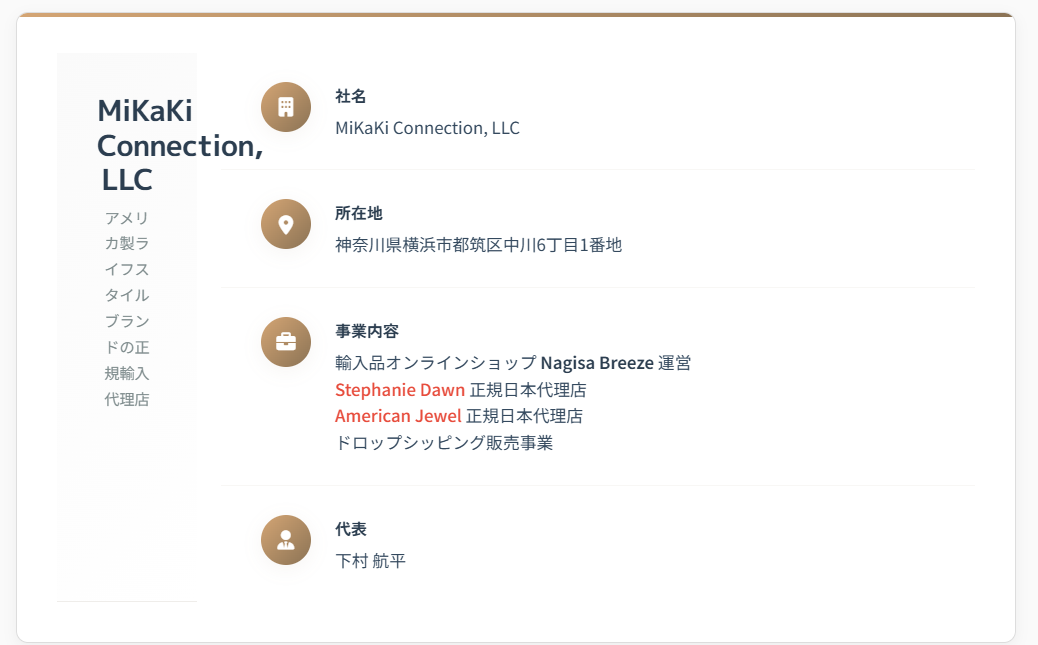 MiKaKi
Connection,
LLC
アメリ
カ製ラ
イフス
タイル
ブラン
ドの正
規輸入
代理店
社名
MiKaKi Connection, LLC
所在地
神奈川県横浜市都筑区中川6丁目1番地
事業内容
輸入品オンラインショップ Nagisa Breeze 運営
Stephanie Dawn 正規日本代理店
American Jewel 正規日本代理店
ドロップシッピング販売事業
代表
下村 航平